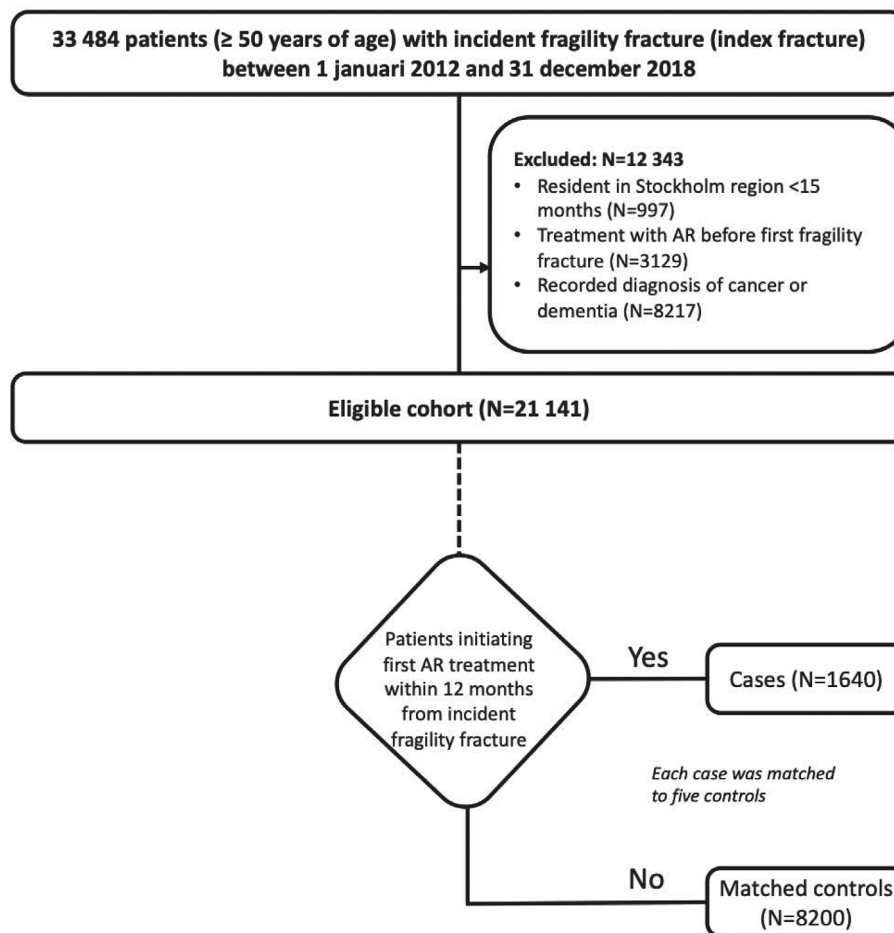 33 484 patients (≥ 50 years of age) with incident fragility fracture (index fracture)
between 1 januari 2012 and 31 december 2018
Excluded: N=12 343
• Resident in Stockholm region <15
months (N=997)
• Treatment with AR before first fragility
fracture (N=3129)
• Recorded diagnosis of cancer or
dementia (N=8217)
Eligible cohort (N=21 141)
Patients initiating
first AR treatment
within 12 months
from incident
fragility fracture
Yes
Cases (N=1640)
Each case was matched
to five controls
No
Matched controls
(N=8200)